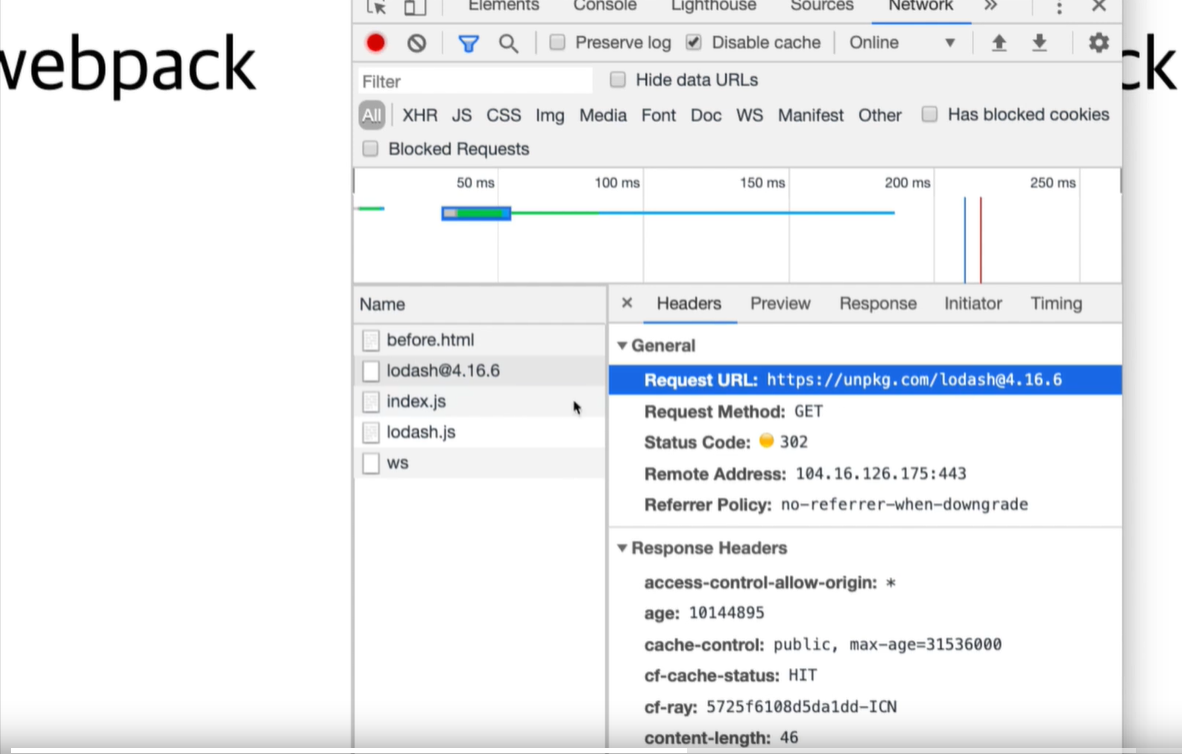 webpack
ck
Elements Console Lighthouse Sources Network
Preserve log Disable cache Online
Filter Hide data URLs
All XHR JS CSS Img Media Font Doc WS Manifest Other Has blocked cookies
Blocked Requests
50 ms 100 ms 150 ms 200 ms 250 ms
Name
before.html
lodash@4.16.6
index.js
lodash.js
ws
Headers Preview Response Initiator Timing
General
Request URL: https://unpkg.com/lodash@4.16.6
Request Method: GET
Status Code: 302
Remote Address: 104.16.126.175:443
Referrer Policy: no-referrer-when-downgrade
Response Headers
access-control-allow-origin: *
age: 10144895
cache-control: public, max-age=31536000
cf-cache-status: HIT
cf-ray: 5725f6108d5da1dd-ICN
content-length: 46